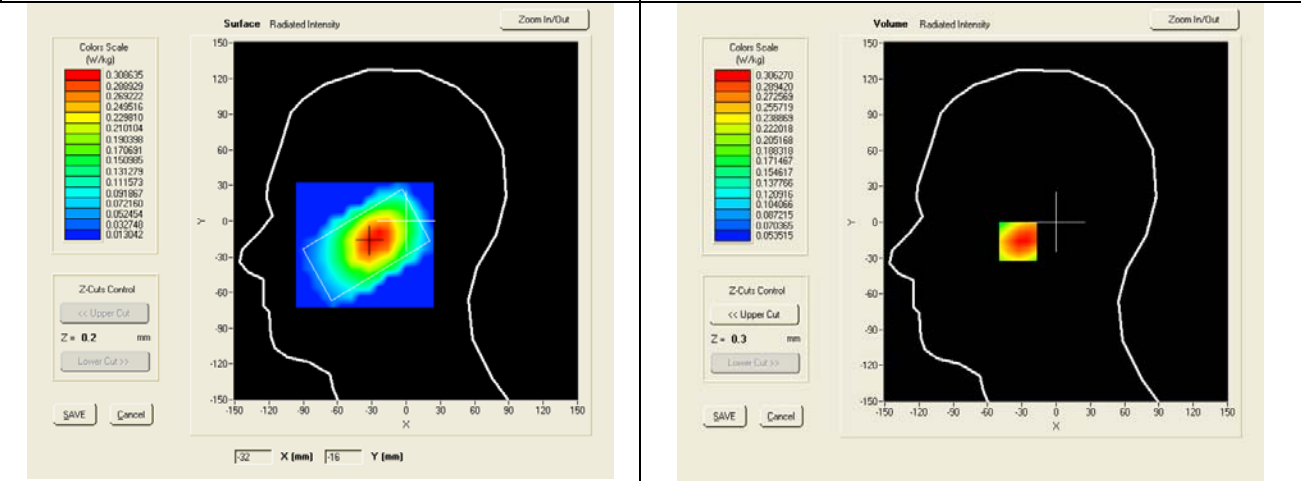 Surface Radiated Intensity
Zoom In/Out
Colors Scale
(W/kg)
0.308635
0.288929
0.269222
0.249516
0.229810
0.210104
0.190398
0.170691
0.150985
0.131279
0.111573
0.091867
0.072160
0.052454
0.032748
0.013042
Z-Cuts Control
<< Upper Cut
Z = 0.2 mm
Lower Cut >>
SAVE Cancel
150
120
90
60
30
0
-30
-60
-90
-120
-150
Y
-150 -120 -90 -60 -30 0 30 60 90 120 150
X
-32 X (mm) -16 Y (mm)
Volume Radiated Intensity
Zoom In/Out
Colors Scale
(W/kg)
0.306270
0.289420
0.272569
0.255719
0.238869
0.222018
0.205168
0.188318
0.171467
0.154617
0.137766
0.120916
0.104066
0.087215
0.070365
0.053515
Z-Cuts Control
<< Upper Cut
Z = 0.3 mm
Lower Cut >>
SAVE Cancel
150
120
90
60
30
0
-30
-60
-90
-120
-150
Y
-150 -120 -90 -60 -30 0 30 60 90 120 150
X